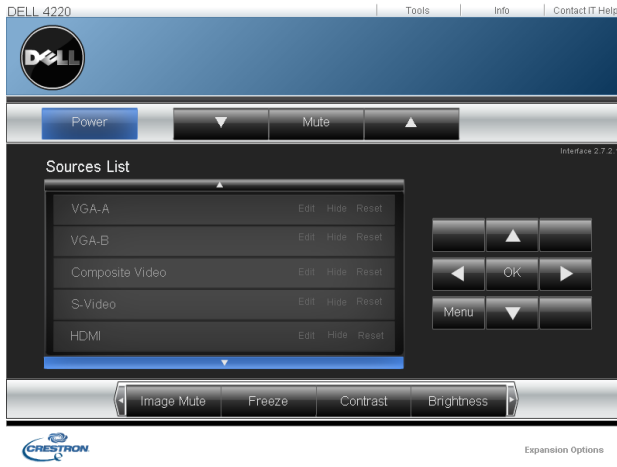 DELL 4220
Tools Info Contact IT Help
DELL
Power Mute
Interface 2.7.2.
Sources List
VGA-A Edit Hide Reset
VGA-B Edit Hide Reset
Composite Video Edit Hide Reset
S-Video Edit Hide Reset
HDMI Edit Hide Reset
OK
Menu
Image Mute Freeze Contrast Brightness
CRESTRON
Expansion Options